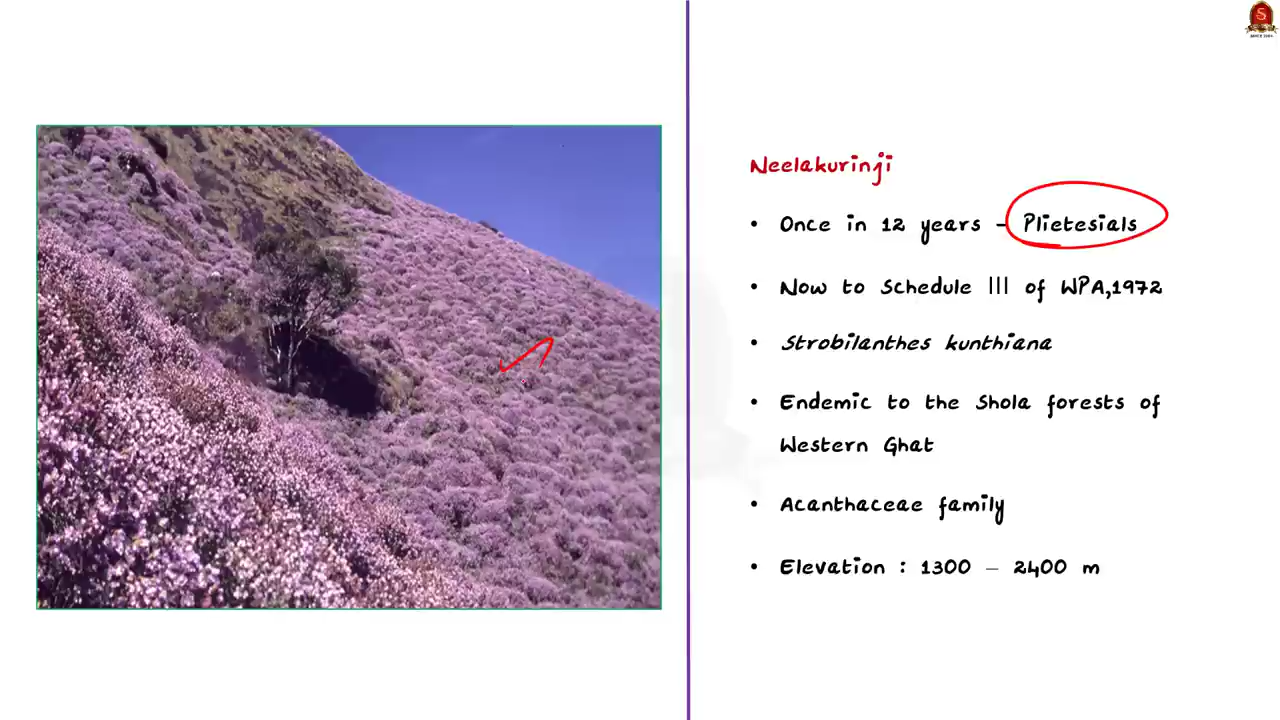 Neelakurinji
• Once in 12 years - Plietesials
• Now to Schedule III of WPA,1972
• Strobilanthes kunthiana
• Endemic to the Shola forests of
Western Ghat
• Acanthaceae family
• Elevation : 1300 – 2400 m